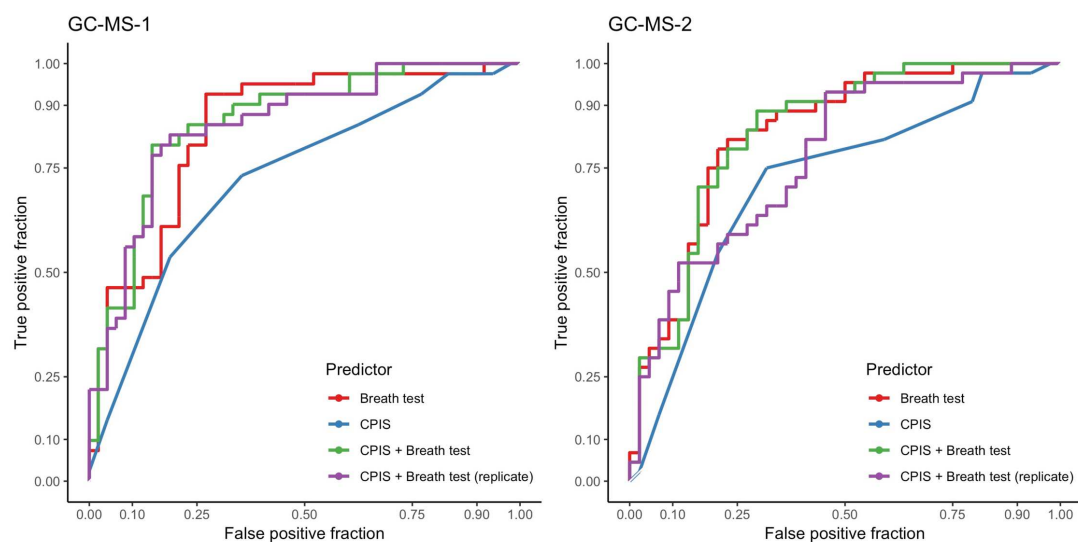 GC-MS-1
1.00
0.90
0.75
0.50
0.25
0.10
0.00
True positive fraction
0.00 0.10 0.25 0.50 0.75 0.90 1.00
False positive fraction
Predictor
Breath test
CPIS
CPIS + Breath test
CPIS + Breath test (replicate)
GC-MS-2
1.00
0.90
0.75
0.50
0.25
0.10
0.00
True positive fraction
0.00 0.10 0.25 0.50 0.75 0.90 1.00
False positive fraction
Predictor
Breath test
CPIS
CPIS + Breath test
CPIS + Breath test (replicate)